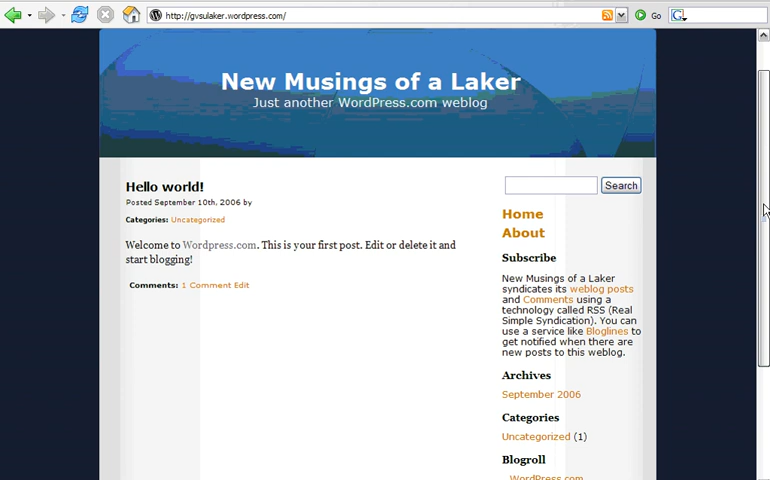 http://gvsulaker.wordpress.com/
Go
New Musings of a Laker
Just another WordPress.com weblog
Hello world!
Posted September 10th, 2006 by
Categories: Uncategorized
Welcome to Wordpress.com. This is your first post. Edit or delete it and
start blogging!
Comments: 1 Comment Edit
Search
Home
About
Subscribe
New Musings of a Laker
syndicates its weblog posts
and Comments using a
technology called RSS (Real
Simple Syndication). You can
use a service like Bloglines to
get notified when there are
new posts to this weblog.
Archives
September 2006
Categories
Uncategorized (1)
Blogroll
WordPress.com